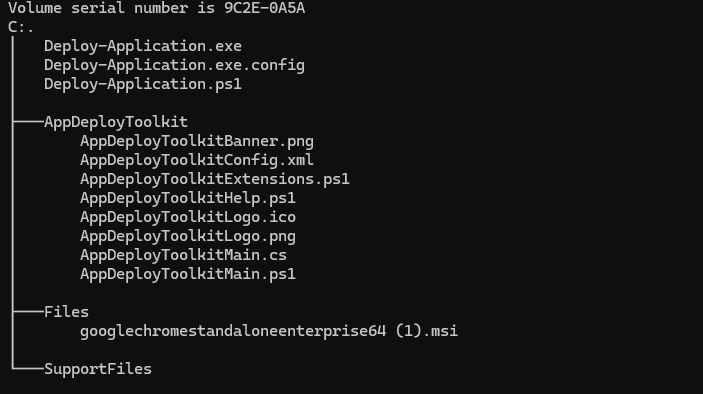 Volume serial number is 9C2E-0A5A
C:.
│   Deploy-Application.exe
│   Deploy-Application.exe.config
│   Deploy-Application.ps1
│
├───AppDeployToolkit
│       AppDeployToolkitBanner.png
│       AppDeployToolkitConfig.xml
│       AppDeployToolkitExtensions.ps1
│       AppDeployToolkitHelp.ps1
│       AppDeployToolkitLogo.ico
│       AppDeployToolkitLogo.png
│       AppDeployToolkitMain.cs
│       AppDeployToolkitMain.ps1
│
├───Files
│       googlechromestandaloneenterprise64 (1).msi
│
└───SupportFiles